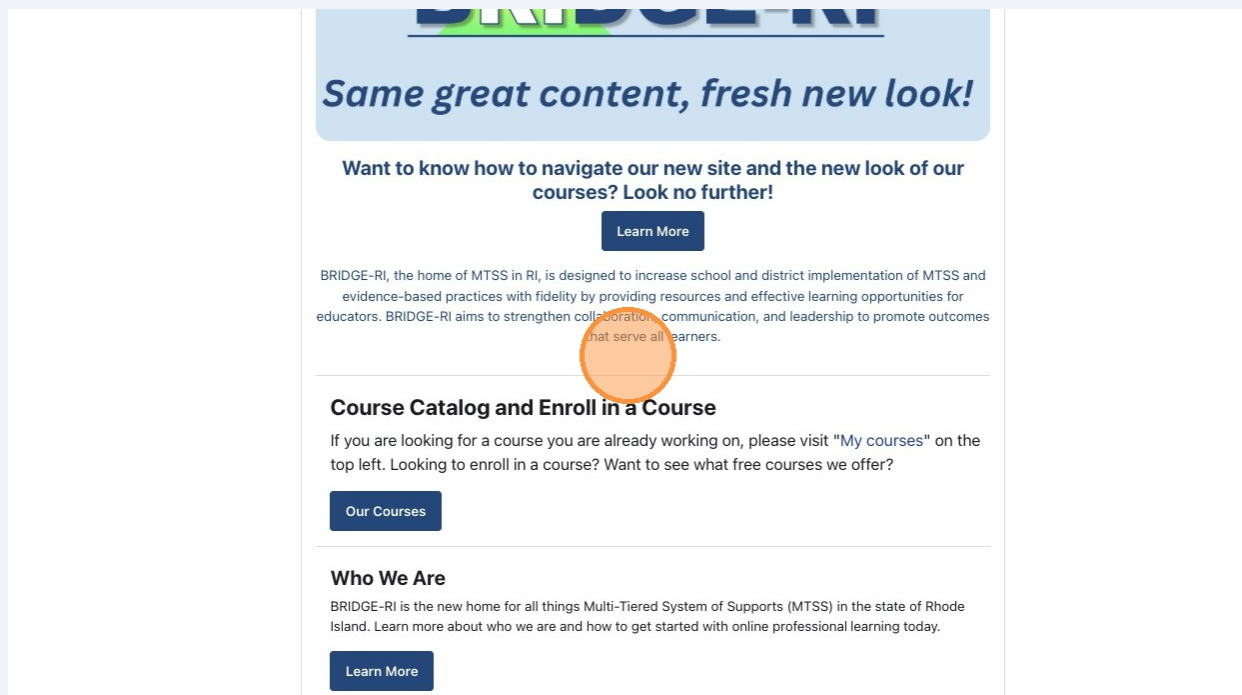 BRIDGE-RI
Same great content, fresh new look!
Want to know how to navigate our new site and the new look of our
courses? Look no further!
Learn More
BRIDGE-RI, the home of MTSS in RI, is designed to increase school and district implementation of MTSS and
evidence-based practices with fidelity by providing resources and effective learning opportunities for
educators. BRIDGE-RI aims to strengthen collaboration, communication, and leadership to promote outcomes
that serve all learners.
Course Catalog and Enroll in a Course
If you are looking for a course you are already working on, please visit "My courses" on the
top left. Looking to enroll in a course? Want to see what free courses we offer?
Our Courses
Who We Are
BRIDGE-RI is the new home for all things Multi-Tiered System of Supports (MTSS) in the state of Rhode
Island. Learn more about who we are and how to get started with online professional learning today.
Learn More